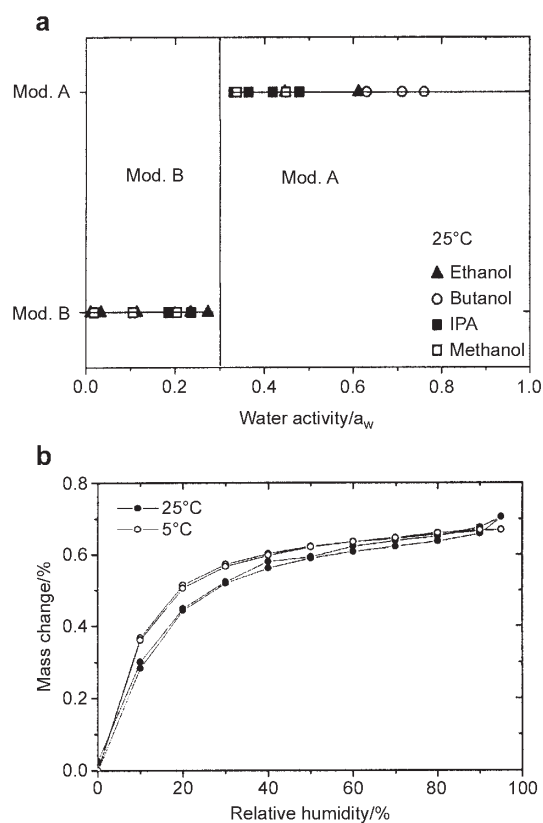 a
Mod. A
Mod. B
Mod. A
25°C
Ethanol
Butanol
IPA
Methanol
Mod. B
0.0 0.2 0.4 0.6 0.8 1.0
Water activity/a_w
b
0.8
25°C
5°C
0.6
0.4
0.2
0.0
Mass change/%
0 20 40 60 80 100
Relative humidity/%